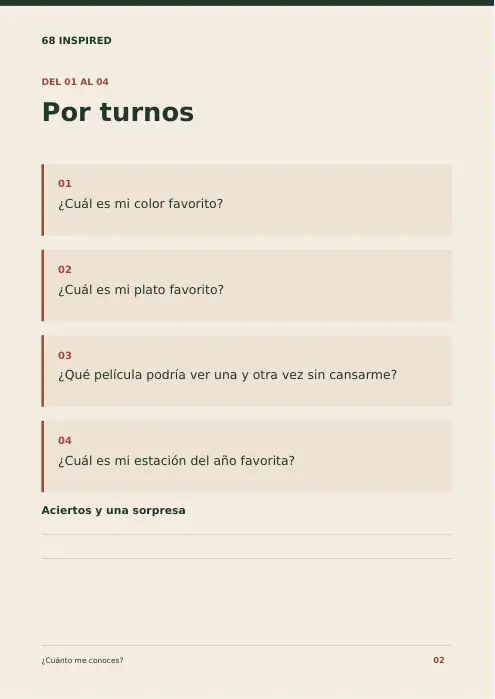 68 INSPIRED
DEL 01 AL 04
Por turnos
01
¿Cuál es mi color favorito?
02
¿Cuál es mi plato favorito?
03
¿Qué película podría ver una y otra vez sin cansarme?
04
¿Cuál es mi estación del año favorita?
Aciertos y una sorpresa
¿Cuánto me conoces?
02